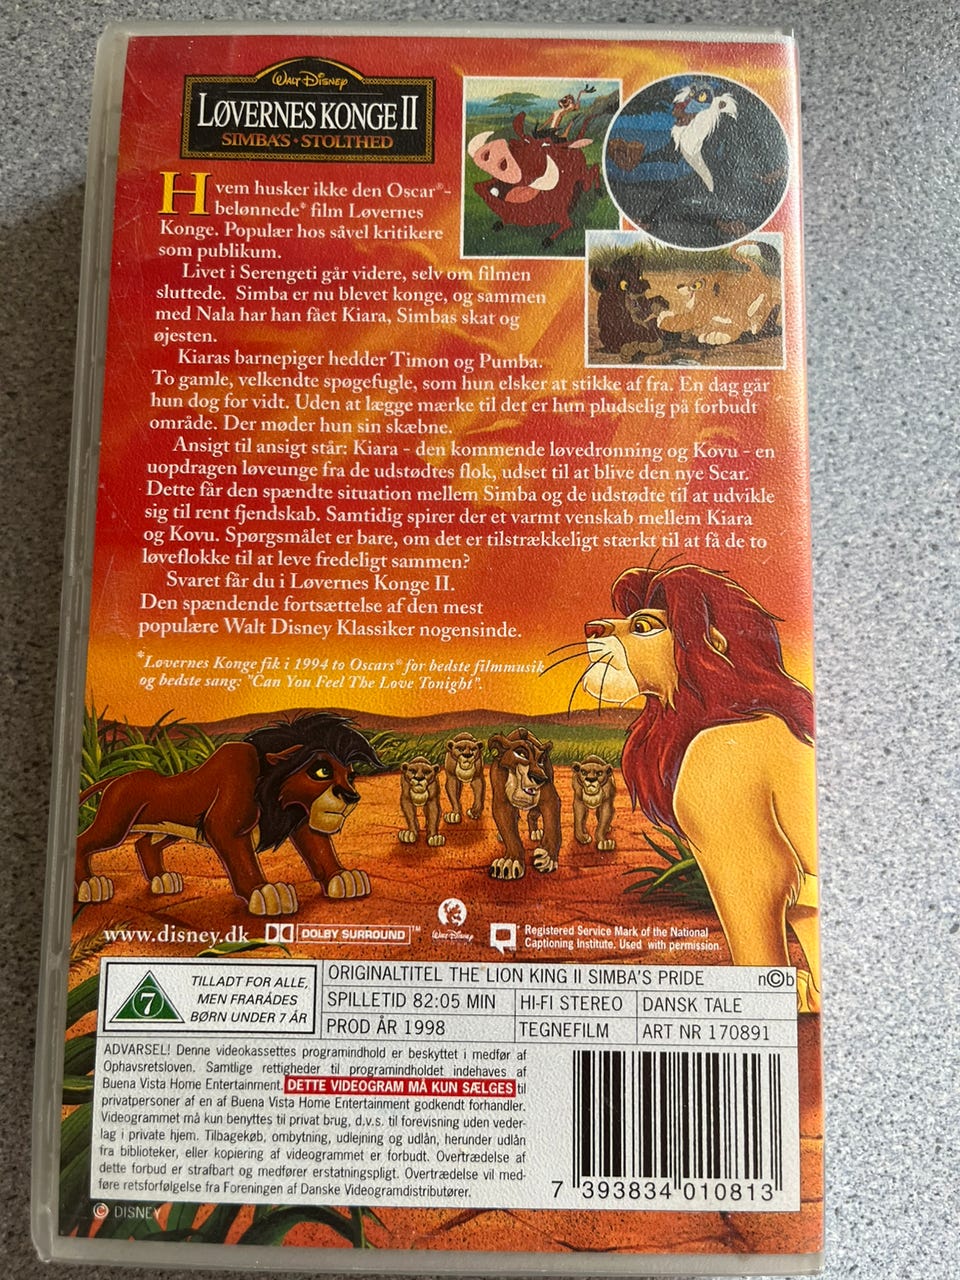 WALT DISNEY
LØVERNES KONGE II
SIMBA'S · STOLTHED
Hvem husker ikke den Oscar®-
belønnede* film Løvernes
Konge. Populær hos såvel kritikere
som publikum.
Livet i Serengeti går videre, selv om filmen
sluttede. Simba er nu blevet konge, og sammen
med Nala har han fået Kiara, Simbas skat og
øjesten.
Kiaras barnepiger hedder Timon og Pumba.
To gamle, velkendte spøgefugle, som hun elsker at stikke af fra. En dag går
hun dog for vidt. Uden at lægge mærke til det er hun pludselig på forbudt
område. Der møder hun sin skæbne.
Ansigt til ansigt står: Kiara - den kommende løvedronning og Kovu - en
uopdragen løveunge fra de udstødtes flok, udset til at blive den nye Scar.
Dette får den spændte situation mellem Simba og de udstødte til at udvikle
sig til rent fjendskab. Samtidig spirer der et varmt venskab mellem Kiara
og Kovu. Spørgsmålet er bare, om det er tilstrækkeligt stærkt til at få de to
løveflokke til at leve fredeligt sammen?
Svaret får du i Løvernes Konge II.
Den spændende fortsættelse af den mest
populære Walt Disney Klassiker nogensinde.
*Løvernes Konge fik i 1994 to Oscars® for bedste filmmusik
og bedste sang: "Can You Feel The Love Tonight".
www.disney.dk DOLBY SURROUND™ Walt Disney
Registered Service Mark of the National
Captioning Institute. Used with permission.
7
TILLADT FOR ALLE,
MEN FRARÅDES
BØRN UNDER 7 ÅR
ORIGINALTITEL THE LION KING II SIMBA'S PRIDE n©b
SPILLETID 82:05 MIN HI-FI STEREO DANSK TALE
PROD ÅR 1998 TEGNEFILM ART NR 170891
ADVARSEL! Denne videokassettes programindhold er beskyttet i medfør af
Ophavsretsloven. Samtlige rettigheder til programindholdet indehaves af
Buena Vista Home Entertainment. DETTE VIDEOGRAM MÅ KUN SÆLGES til
privatpersoner af en af Buena Vista Home Entertainment godkendt forhandler.
Videogrammet må kun benyttes til privat brug, d.v.s. til forevisning uden veder-
lag i private hjem. Tilbagekøb, ombytning, udlejning og udlån, herunder udlån
fra biblioteker, eller kopiering af videogrammet er forbudt. Overtrædelse af
dette forbud er strafbart og medfører erstatningspligt. Overtrædelse vil med-
føre retsforfølgelse fra Foreningen af Danske Videogramdistributører.
7 393834 010813
© DISNEY